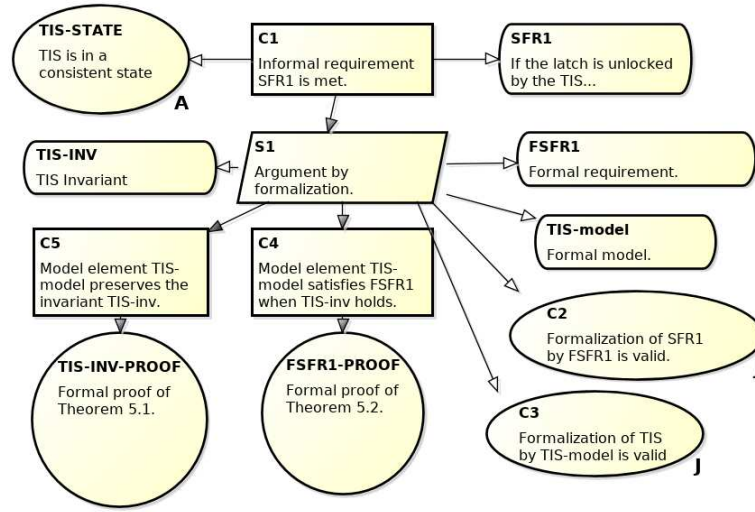 TIS-STATE
TIS is in a
consistent state
A
C1
Informal requirement
SFR1 is met.
SFR1
If the latch is unlocked
by the TIS...
TIS-INV
TIS Invariant
S1
Argument by
formalization.
FSFR1
Formal requirement.
TIS-model
Formal model.
C5
Model element TIS-
model preserves the
invariant TIS-inv.
C4
Model element TIS-
model satisfies FSFR1
when TIS-inv holds.
C2
Formalization of SFR1
by FSFR1 is valid.
TIS-INV-PROOF
Formal proof of
Theorem 5.1.
FSFR1-PROOF
Formal proof of
Theorem 5.2.
C3
Formalization of TIS
by TIS-model is valid
J